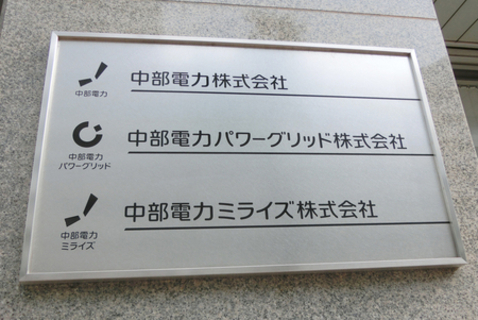 中部電力
中部電力株式会社
中部電力
パワーグリッド
中部電力パワーグリッド株式会社
中部電力
ミライズ
中部電力ミライズ株式会社